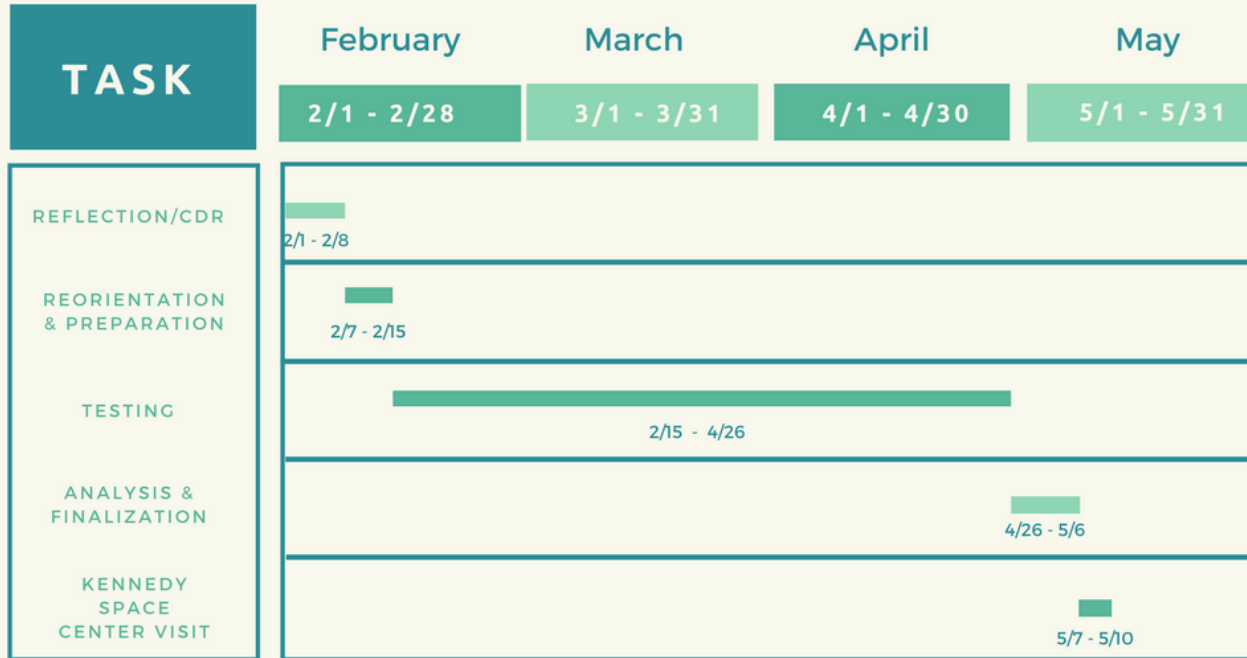 TASK
February
March
April
May
2/1 - 2/28
3/1 - 3/31
4/1 - 4/30
5/1 - 5/31
REFLECTION/CDR
2/1 - 2/8
REORIENTATION
& PREPARATION
2/7 - 2/15
TESTING
2/15 - 4/26
ANALYSIS &
FINALIZATION
4/26 - 5/6
KENNEDY
SPACE
CENTER VISIT
5/7 - 5/10